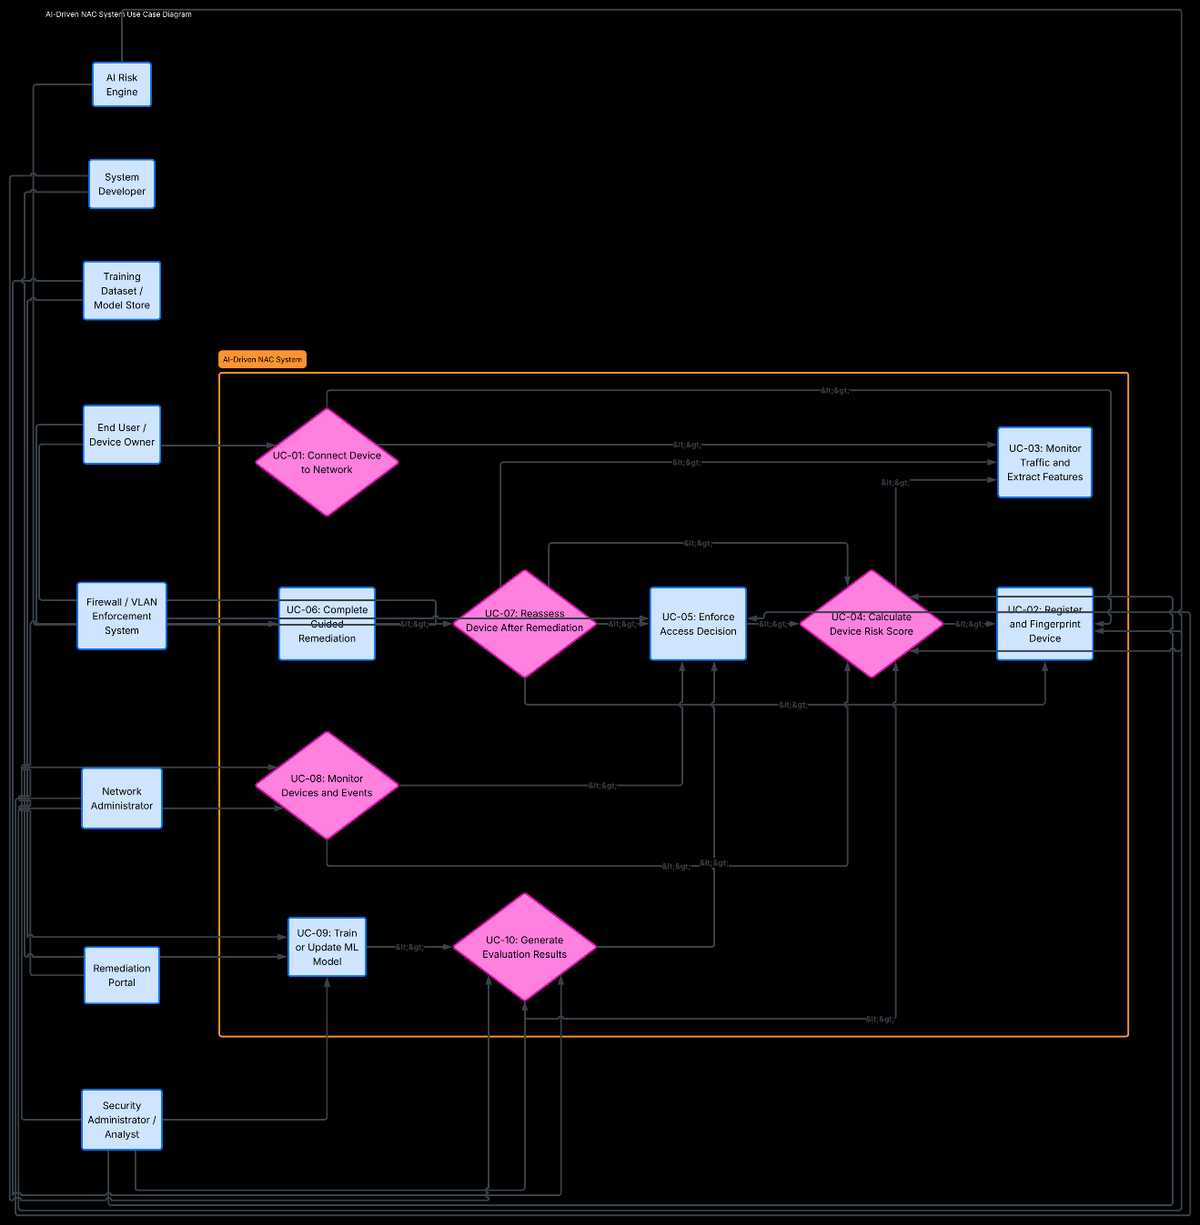 AI-Driven NAC System Use Case Diagram
AI Risk
Engine
System
Developer
Training
Dataset /
Model Store
AI-Driven NAC System
&lt;&gt;
End User /
Device Owner
UC-01: Connect Device
to Network
&lt;&gt;
&lt;&gt;
&lt;&gt;
UC-03: Monitor
Traffic and
Extract Features
&lt;&gt;
Firewall / VLAN
Enforcement
System
UC-06: Complete
Guided
Remediation
&lt;&gt;
UC-07: Reassess
Device After Remediation
&lt;&gt;
UC-05: Enforce
Access Decision
&lt;&gt;
UC-04: Calculate
Device Risk Score
&lt;&gt;
UC-02: Register
and Fingerprint
Device
&lt;&gt;
Network
Administrator
UC-08: Monitor
Devices and Events
&lt;&gt;
&lt;&gt;
&lt;&gt;
Remediation
Portal
UC-09: Train
or Update ML
Model
&lt;&gt;
UC-10: Generate
Evaluation Results
&lt;&gt;
Security
Administrator /
Analyst